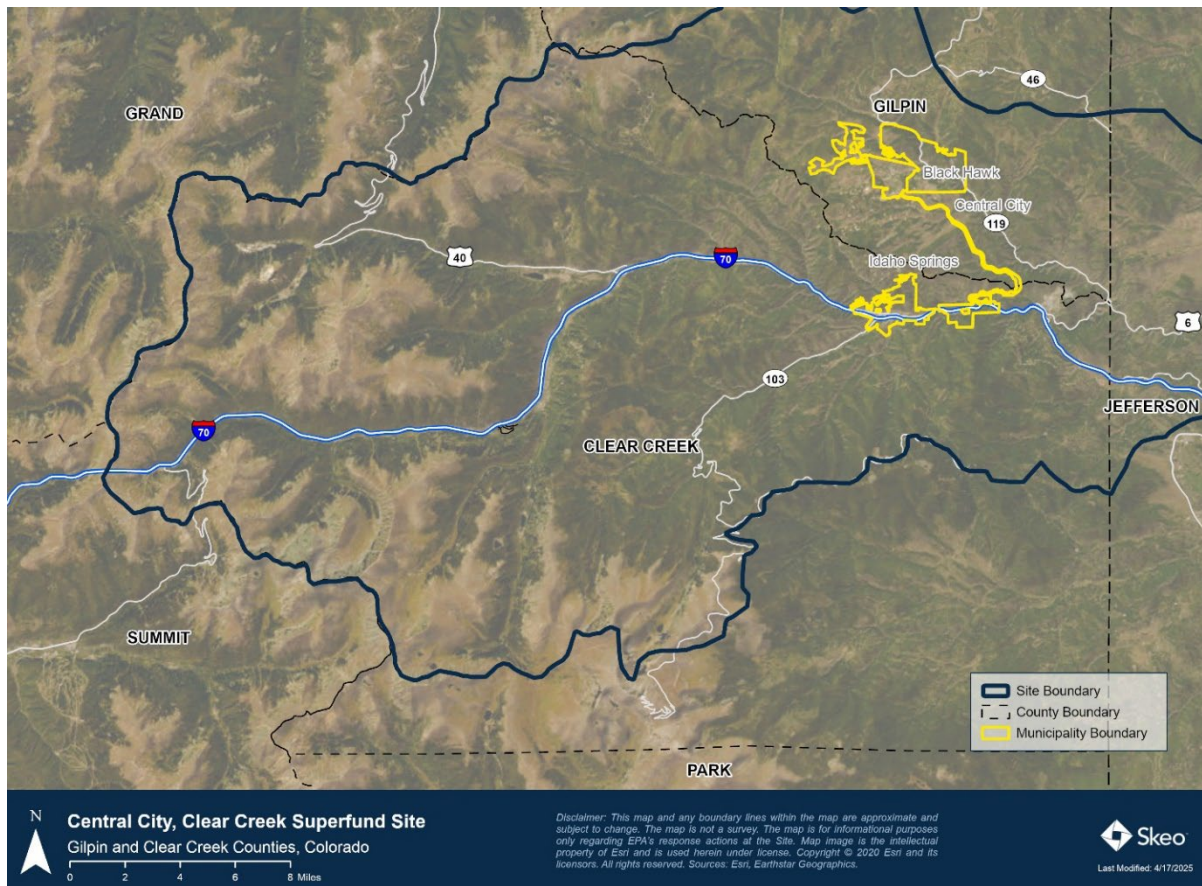 GRAND
46
GILPIN
Black Hawk
Central City
119
40
70
Idaho Springs
6
103
JEFFERSON
70
CLEAR CREEK
SUMMIT
PARK
Site Boundary
County Boundary
Municipality Boundary
N
Central City, Clear Creek Superfund Site
Gilpin and Clear Creek Counties, Colorado
0 2 4 6 8 Miles
Disclaimer: This map and any boundary lines within the map are approximate and
subject to change. The map is not a survey. The map is for informational purposes
only regarding EPA's response actions at the Site. Map image is the intellectual
property of Esri and is used herein under license. Copyright © 2020 Esri and its
licensors. All rights reserved. Sources: Esri, Earthstar Geographics.
Skeo
Last Modified: 4/17/2025